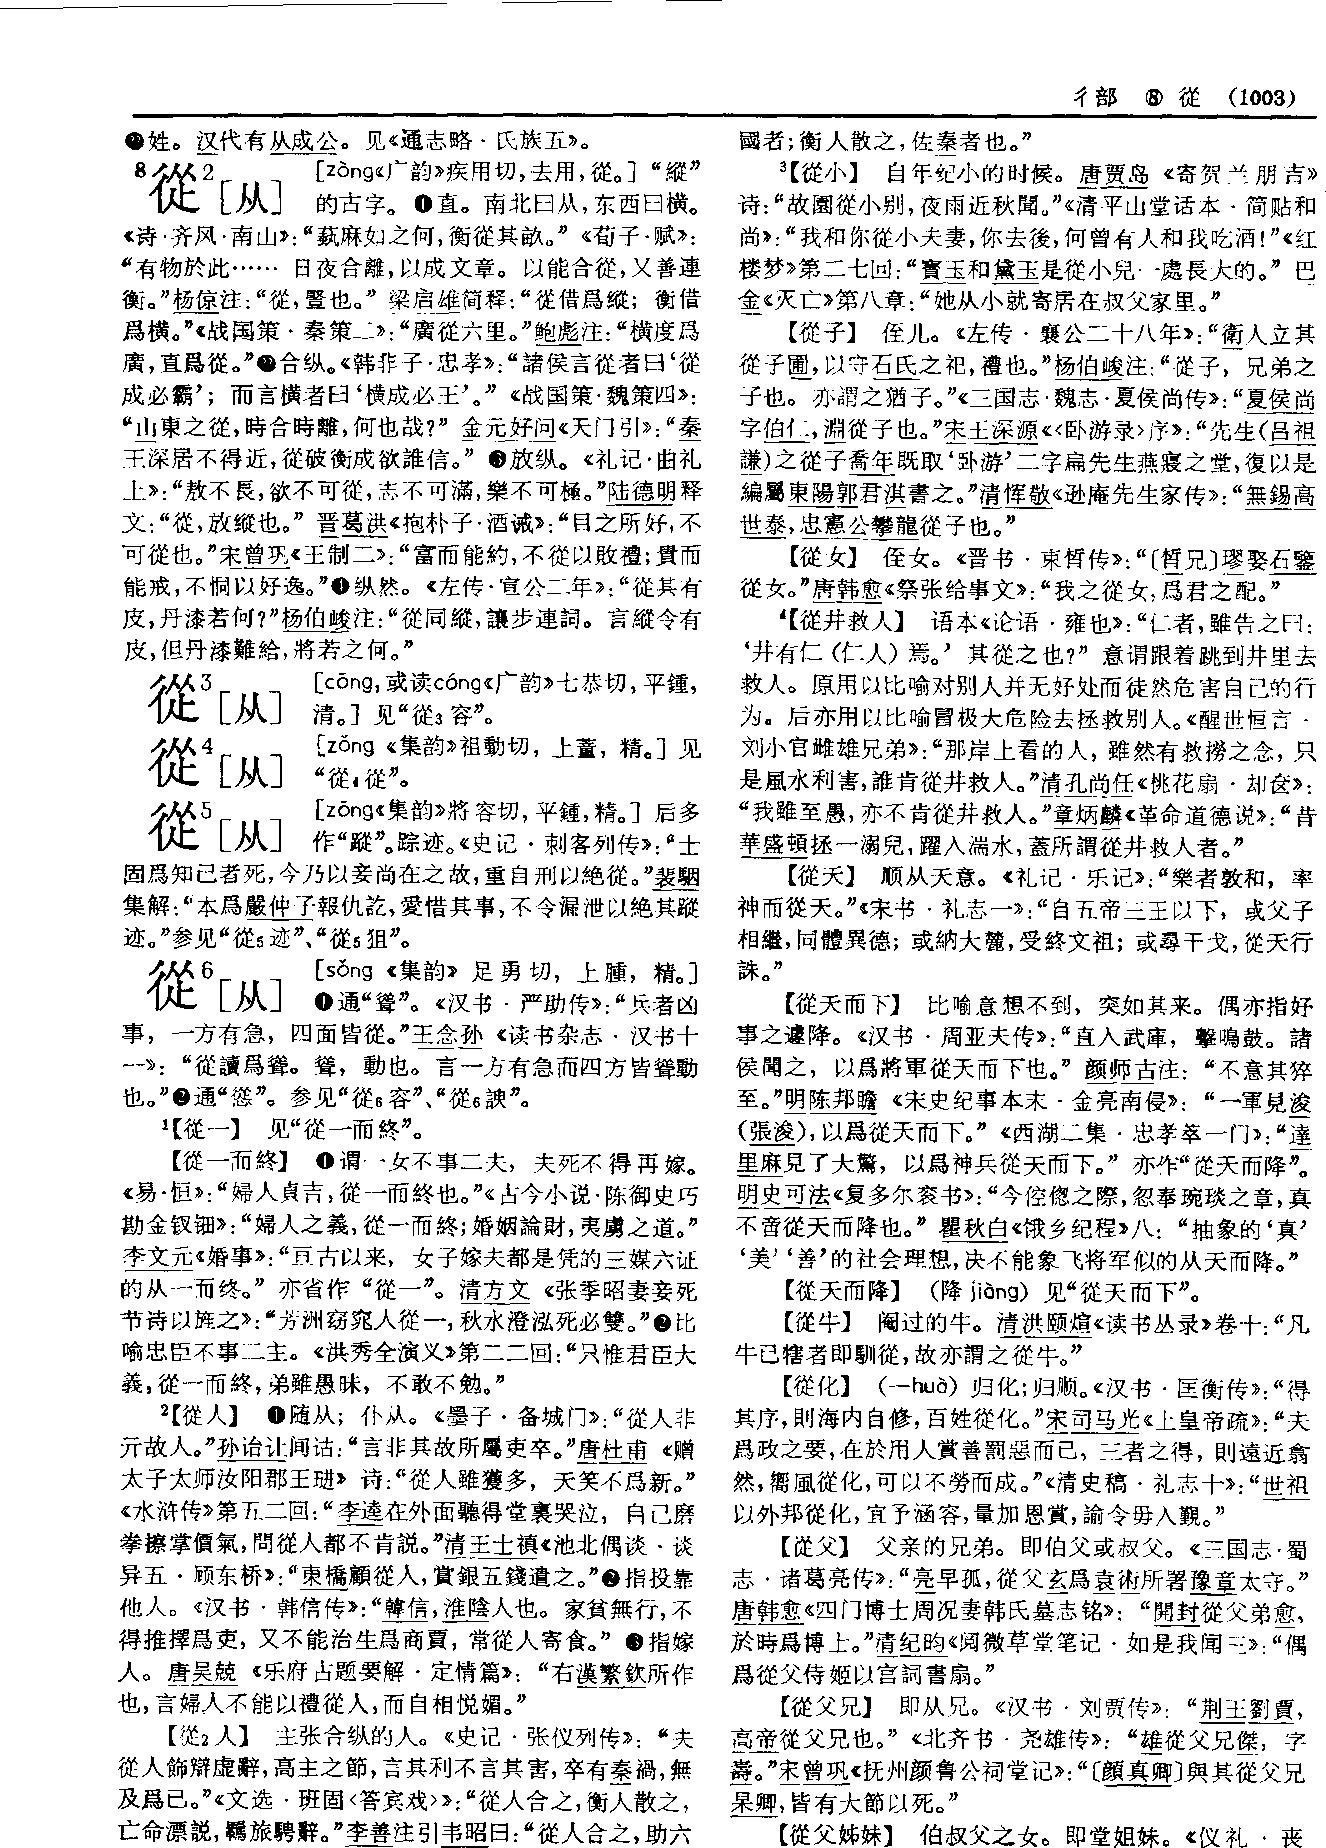 彳部 ⑧ 從 (1003)
⓬姓。汉代有从成公。见《通志略·氏族五》。
8從2[从] [zòng《广韵》疾用切,去用,從。]“縱”
的古字。❶直。南北曰从,东西曰横。
《诗·齐风·南山》:“蓺麻如之何,衡從其畝。”《荀子·赋》:
“有物於此…… 日夜合離,以成文章。以能合從,又善連
衡。”杨倞注:“從,豎也。”梁启雄简释:“從借爲縱;衡借
爲横。”《战国策·秦策二》:“廣從六里。”鲍彪注:“横度爲
廣,直爲從。”❷合纵。《韩非子·忠孝》:“諸侯言從者曰‘從
成必霸’;而言横者曰‘横成必王’。”《战国策·魏策四》:
“山東之從,時合時離,何也哉?”金元好问《天门引》:“秦
王深居不得近,從破衡成欲誰信。”❸放纵。《礼记·曲礼
上》:“敖不長,欲不可從,志不可滿,樂不可極。”陆德明释
文:“從,放縱也。”晋葛洪《抱朴子·酒诫》:“目之所好,不
可從也。”宋曾巩《王制二》:“富而能約,不從以敗禮;貴而
能戒,不恫以好逸。”❹纵然。《左传·宣公二年》:“從其有
皮,丹漆若何?”杨伯峻注:“從同縱,讓步連詞。言縱令有
皮,但丹漆難給,將若之何。”
從3[从] [cōng,或读cóng《广韵》七恭切,平鍾,
清。]见“從3容”。
從4[从] [zǒng《集韵》祖動切,上董,精。]见
“從4從”。
從5[从] [zōng《集韵》將容切,平鍾,精。]后多
作“蹤”。踪迹。《史记·刺客列传》:“士
固爲知己者死,今乃以妾尚在之故,重自刑以絶從。”裴駰
集解:“本爲嚴仲子報仇訖,愛惜其事,不令漏泄以絶其蹤
迹。”参见“從5迹”、“從5狙”。
從6[从] [sǒng《集韵》足勇切,上腫,精。]
❶通“聳”。《汉书·严助传》:“兵者凶
事,一方有急,四面皆從。”王念孙《读书杂志·汉书十
一》:“從讀爲聳。聳,動也。言一方有急而四方皆聳動
也。”❷通“慫”。参见“從6容”、“從6諛”。
1【從一】 见“從一而終”。
【從一而終】 ❶谓一女不事二夫,夫死不得再嫁。
《易·恒》:“婦人貞吉,從一而終也。”《古今小说·陈御史巧
勘金钗钿》:“婦人之義,從一而終;婚姻論財,夷虜之道。”
李文元《婚事》:“亘古以来,女子嫁夫都是凭的三媒六证
的从一而终。”亦省作“從一”。清方文《张季昭妻妾死
节诗以旌之》:“芳洲窈窕人從一,秋水澄泓死必雙。”❷比
喻忠臣不事二主。《洪秀全演义》第二二回:“只惟君臣大
義,從一而終,弟雖愚昧,不敢不勉。”
2【從人】 ❶随从;仆从。《墨子·备城门》:“從人非
亓故人。”孙诒让间诂:“言非其故所屬吏卒。”唐杜甫《赠
太子太师汝阳郡王琎》诗:“從人雖獲多,天笑不爲新。”
《水浒传》第五二回:“李逵在外面聽得堂裏哭泣,自己磨
拳擦掌價氣,問從人都不肯説。”清王士禛《池北偶谈·谈
异五·顾东桥》:“東橋顧從人,賞銀五錢遣之。”❷指投靠
他人。《汉书·韩信传》:“韓信,淮陰人也。家貧無行,不
得推擇爲吏,又不能治生爲商賈,常從人寄食。”❸指嫁
人。唐吴兢《乐府古题要解·定情篇》:“右漢繁欽所作
也,言婦人不能以禮從人,而自相悦媚。”
【從2人】 主张合纵的人。《史记·张仪列传》:“夫
從人飾辯虚辭,高主之節,言其利不言其害,卒有秦禍,無
及爲已。”《文选·班固〈答宾戏〉》:“從人合之,衡人散之,
亡命漂説,羈旅騁辭。”李善注引韦昭曰:“從人合之,助六
國者;衡人散之,佐秦者也。”
3【從小】 自年纪小的时候。唐贾岛《寄贺兰朋吉》
诗:“故園從小别,夜雨近秋聞。”《清平山堂话本·简贴和
尚》:“我和你從小夫妻,你去後,何曾有人和我吃酒!”《红
楼梦》第二七回:“寶玉和黛玉是從小兒一處長大的。”巴
金《灭亡》第八章:“她从小就寄居在叔父家里。”
【從子】 侄儿。《左传·襄公二十八年》:“衛人立其
從子圃,以守石氏之祀,禮也。”杨伯峻注:“從子,兄弟之
子也。亦謂之猶子。”《三国志·魏志·夏侯尚传》:“夏侯尚
字伯仁,淵從子也。”宋王深源《〈卧游录〉序》:“先生(吕祖
謙)之從子喬年既取‘卧游’二字扁先生燕寢之堂,復以是
編屬東陽郭君淇書之。”清恽敬《逊庵先生家传》:“無錫高
世泰,忠憲公攀龍從子也。”
【從女】 侄女。《晋书·束皙传》:“〔皙兄〕璆娶石鑒
從女。”唐韩愈《祭张给事文》:“我之從女,爲君之配。”
4【從井救人】 语本《论语·雍也》:“仁者,雖告之曰:
‘井有仁(仁人)焉。’其從之也?”意谓跟着跳到井里去
救人。原用以比喻对别人并无好处而徒然危害自己的行
为。后亦用以比喻冒极大危险去拯救别人。《醒世恒言·
刘小官雌雄兄弟》:“那岸上看的人,雖然有救撈之念,只
是風水利害,誰肯從井救人。”清孔尚任《桃花扇·却奁》:
“我雖至愚,亦不肯從井救人。”章炳麟《革命道德说》:“昔
華盛頓拯一溺兒,躍入湍水,蓋所謂從井救人者。”
【從天】 顺从天意。《礼记·乐记》:“樂者敦和,率
神而從天。”《宋书·礼志一》:“自五帝三王以下,或父子
相繼,同體異德;或納大麓,受終文祖;或尋干戈,從天行
誅。”
【從天而下】 比喻意想不到,突如其来。偶亦指好
事之遽降。《汉书·周亚夫传》:“直入武庫,擊鳴鼓。諸
侯聞之,以爲將軍從天而下也。”颜师古注:“不意其猝
至。”明陈邦瞻《宋史纪事本末·金亮南侵》:“一軍見浚
(張浚),以爲從天而下。”《西湖二集·忠孝萃一门》:“達
里麻見了大驚,以爲神兵從天而下。”亦作“從天而降”。
明史可法《复多尔衮书》:“今倥偬之際,忽奉琬琰之章,真
不啻從天而降也。”瞿秋白《饿乡纪程》八:“抽象的‘真’
‘美’‘善’的社会理想,决不能象飞将军似的从天而降。”
【從天而降】 (降 jiàng)见“從天而下”。
【從牛】 阉过的牛。清洪颐煊《读书丛录》卷十:“凡
牛已犗者即馴從,故亦謂之從牛。”
【從化】 (—huà)归化;归顺。《汉书·匡衡传》:“得
其序,則海内自修,百姓從化。”宋司马光《上皇帝疏》:“夫
爲政之要,在於用人賞善罰惡而已,三者之得,則遠近翕
然,嚮風從化,可以不勞而成。”《清史稿·礼志十》:“世祖
以外邦從化,宜予涵容,量加恩賞,諭令毋入覲。”
【從父】 父亲的兄弟。即伯父或叔父。《三国志·蜀
志·诸葛亮传》:“亮早孤,從父玄爲袁術所署豫章太守。”
唐韩愈《四门博士周况妻韩氏墓志铭》:“開封從父弟愈,
於時爲博士。”清纪昀《阅微草堂笔记·如是我闻三》:“偶
爲從父侍姬以宫詞書扇。”
【從父兄】 即从兄。《汉书·刘贾传》:“荆王劉賈,
高帝從父兄也。”《北齐书·尧雄传》:“雄從父兄傑,字
壽。”宋曾巩《抚州颜鲁公祠堂记》:“〔顔真卿〕與其從父兄
杲卿,皆有大節以死。”
【從父姊妹】 伯叔父之女。即堂姐妹。《仪礼·丧